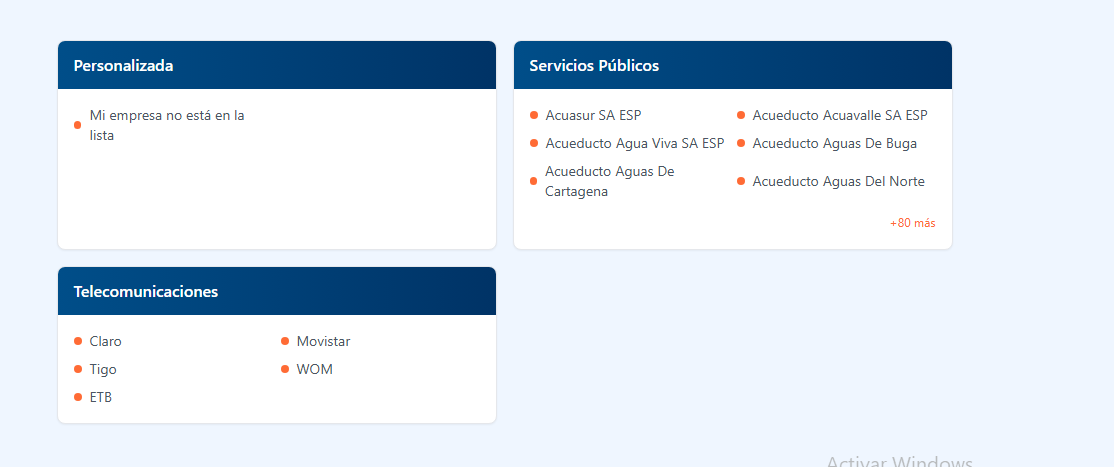 Personalizada
Mi empresa no está en la
lista
Servicios Públicos
Acuasur SA ESP
Acueducto Acuavalle SA ESP
Acueducto Agua Viva SA ESP
Acueducto Aguas De Buga
Acueducto Aguas De
Cartagena
Acueducto Aguas Del Norte
+80 más
Telecomunicaciones
Claro
Movistar
Tigo
WOM
ETB
Activar Windows